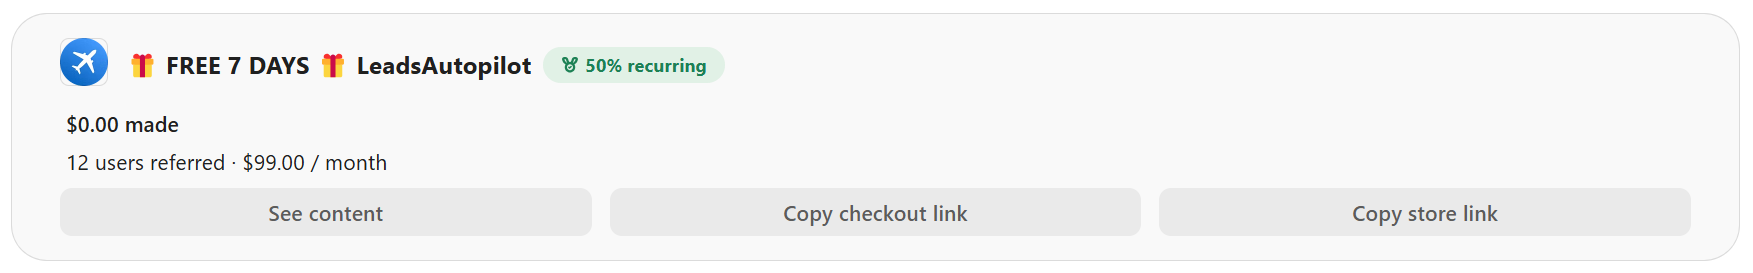 🎁 FREE 7 DAYS 🎁 LeadsAutopilot 50% recurring
$0.00 made
12 users referred · $99.00 / month
See content Copy checkout link Copy store link